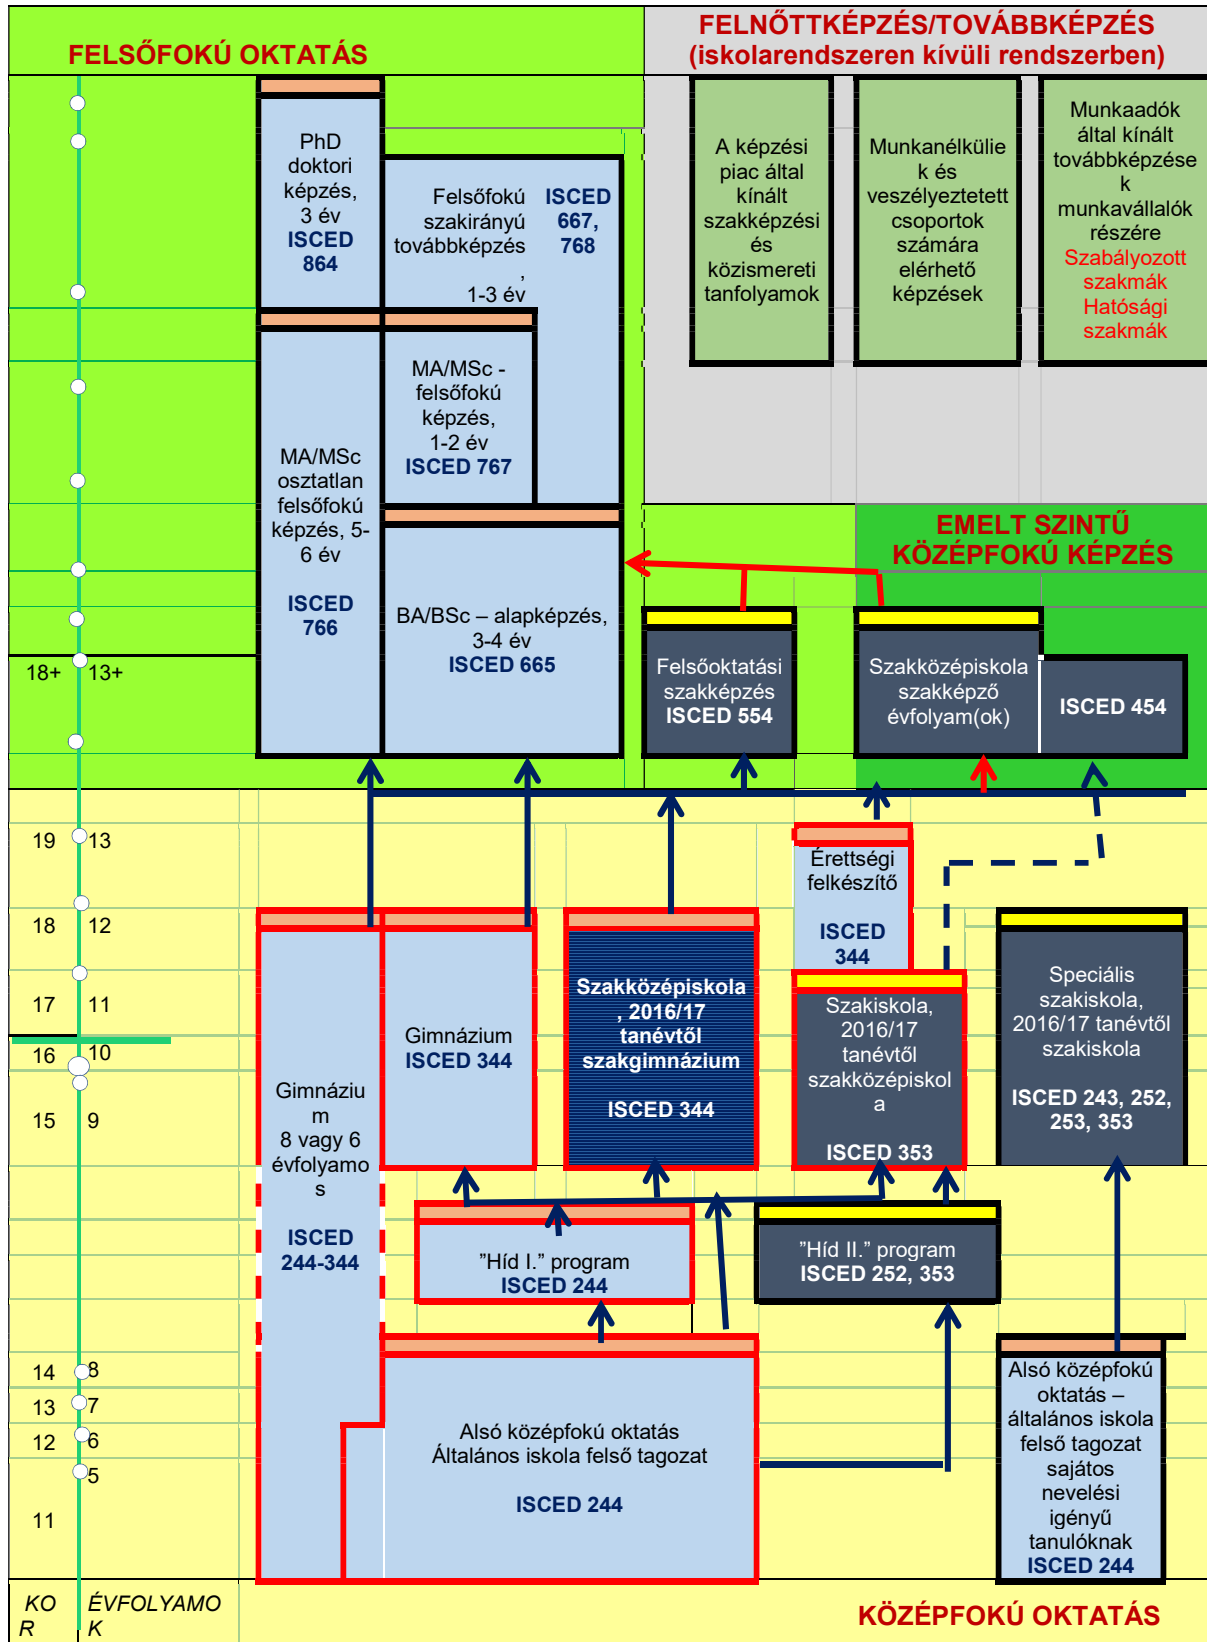 FELSŐFOKÚ OKTATÁS
FELNŐTTKÉPZÉS/TOVÁBBKÉPZÉS
(iskolarendszeren kívüli rendszerben)
PhD
doktori
képzés,
3 év
ISCED
864
Felsőfokú
szakirányú
továbbképzés
,
1-3 év
ISCED
667,
768
A képzési
piac által
kínált
szakképzési
és
közismereti
tanfolyamok
Munkanélkülie
k és
veszélyeztetett
csoportok
számára
elérhető
képzések
Munkaadók
által kínált
továbbképzése
k
munkavállalók
részére
Szabályozott
szakmák
Hatósági
szakmák
MA/MSc
osztatlan
felsőfokú
képzés, 5-
6 év
ISCED
766
MA/MSc -
felsőfokú
képzés,
1-2 év
ISCED 767
EMELT SZINTŰ
KÖZÉPFOKÚ KÉPZÉS
BA/BSc – alapképzés,
3-4 év
ISCED 665
Felsőoktatási
szakképzés
ISCED 554
Szakközépiskola
szakképző
évfolyam(ok)
ISCED 454
18+
13+
19
13
Érettségi
felkészítő
ISCED
344
18
12
17
11
16
10
15
9
Gimnáziu
m
8 vagy 6
évfolyamo
s
ISCED
244-344
Gimnázium
ISCED 344
Szakközépiskola
, 2016/17
tanévtől
szakgimnázium
ISCED 344
Szakiskola,
2016/17
tanévtől
szakközépiskol
a
ISCED 353
Speciális
szakiskola,
2016/17 tanévtől
szakiskola
ISCED 243, 252,
253, 353
”Híd I.” program
ISCED 244
”Híd II.” program
ISCED 252, 353
14
8
13
7
12
6
5
11
Alsó középfokú oktatás
Általános iskola felső tagozat
ISCED 244
Alsó középfokú
oktatás –
általános iskola
felső tagozat
sajátos
nevelési
igényű
tanulóknak
ISCED 244
KO
R
ÉVFOLYAMO
K
KÖZÉPFOKÚ OKTATÁS